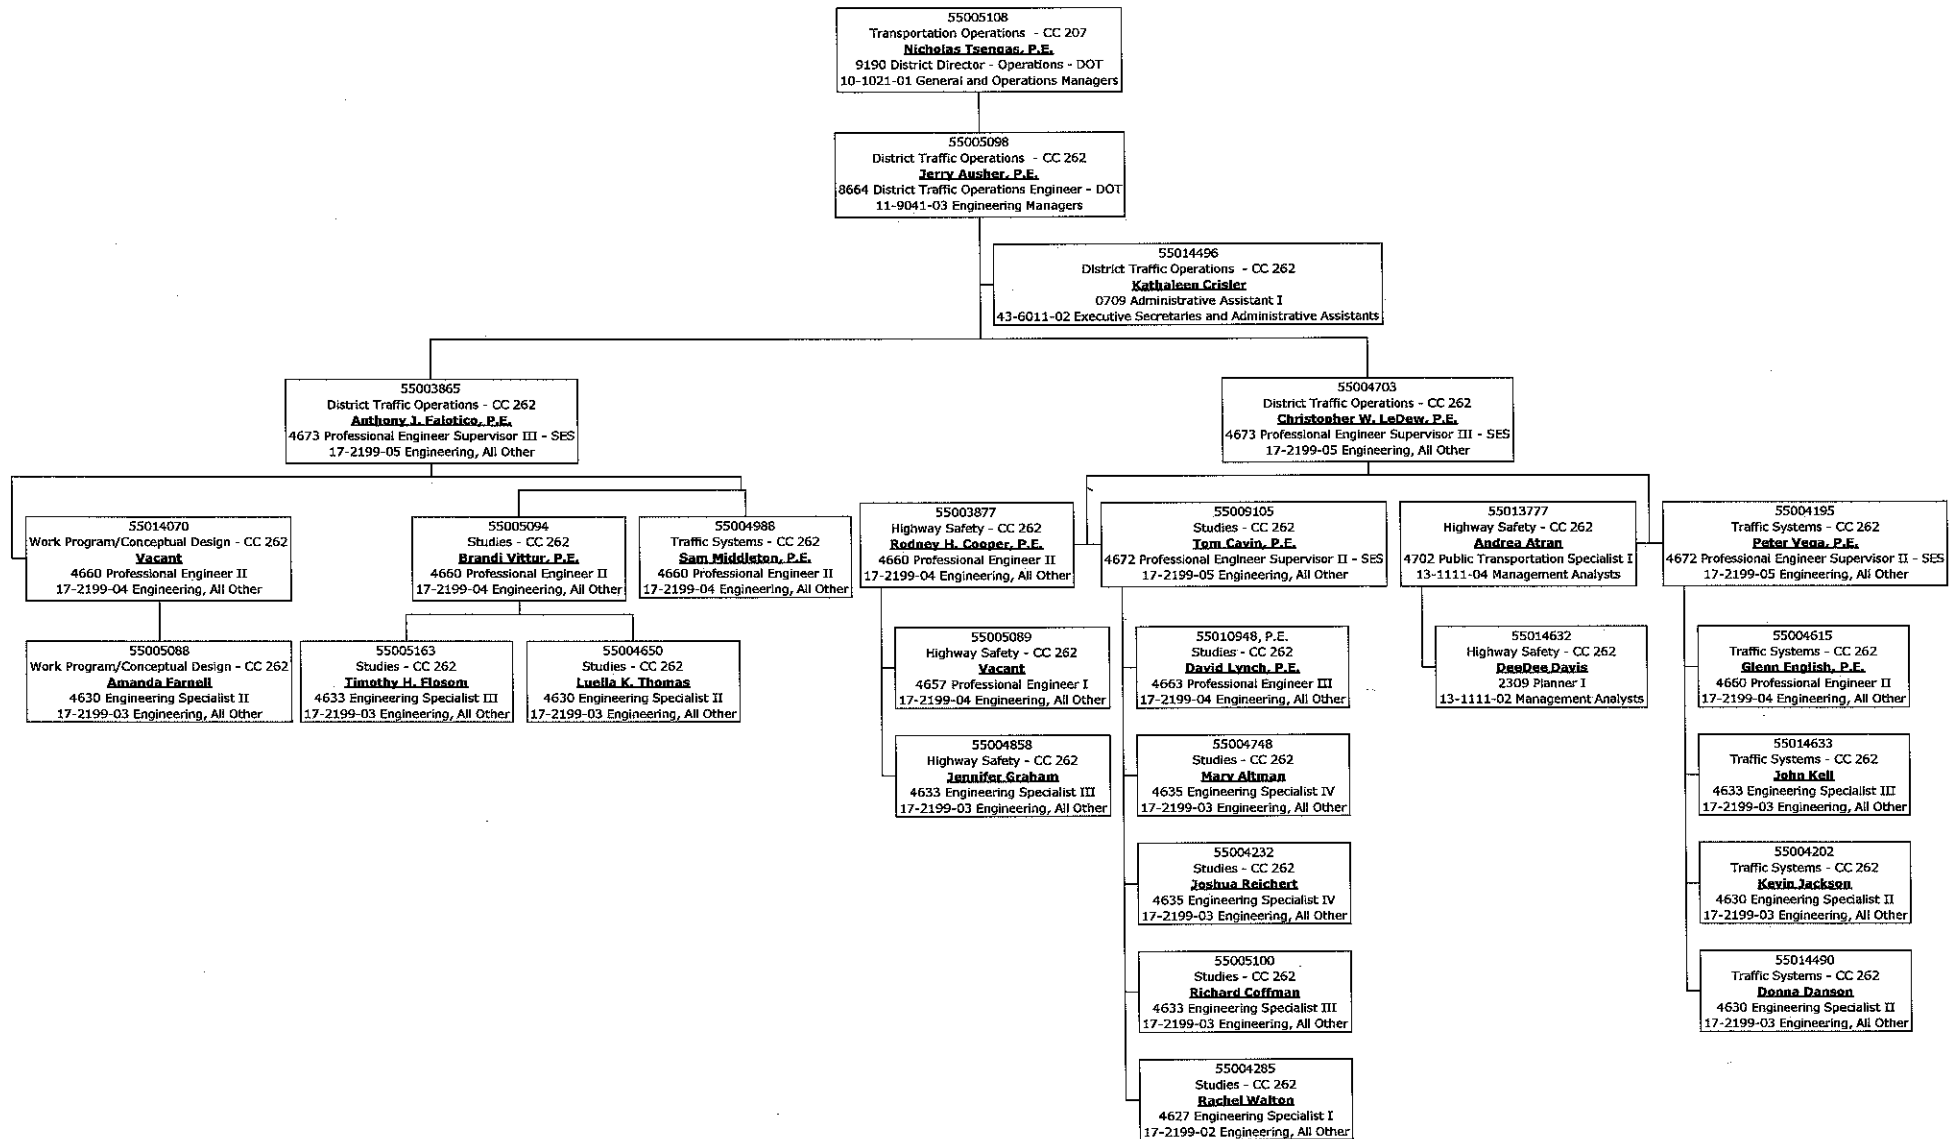 55005108
Transportation Operations - CC 207
Nicholas Tsengas, P.E.
9190 District Director - Operations - DOT
10-1021-01 General and Operations Managers
55005098
District Traffic Operations - CC 262
Jerry Ausher, P.E.
8664 District Traffic Operations Engineer - DOT
11-9041-03 Engineering Managers
55014496
District Traffic Operations - CC 262
Kathaleen Crisler
0709 Administrative Assistant I
43-6011-02 Executive Secretaries and Administrative Assistants
55003865
District Traffic Operations - CC 262
Anthony J. Falotico, P.E.
4673 Professional Engineer Supervisor III - SES
17-2199-05 Engineering, All Other
55004703
District Traffic Operations - CC 262
Christopher W. LeDew, P.E.
4673 Professional Engineer Supervisor III - SES
17-2199-05 Engineering, All Other
55014070
Work Program/Conceptual Design - CC 262
Vacant
4660 Professional Engineer II
17-2199-04 Engineering, All Other
55005094
Studies - CC 262
Brandi Vittur, P.E.
4660 Professional Engineer II
17-2199-04 Engineering, All Other
55004988
Traffic Systems - CC 262
Sam Middleton, P.E.
4660 Professional Engineer II
17-2199-04 Engineering, All Other
55003877
Highway Safety - CC 262
Rodney H. Cooper, P.E.
4660 Professional Engineer II
17-2199-04 Engineering, All Other
55009105
Studies - CC 262
Tom Cavin, P.E.
4672 Professional Engineer Supervisor II - SES
17-2199-05 Engineering, All Other
55013777
Highway Safety - CC 262
Andrea Atran
4702 Public Transportation Specialist I
13-1111-04 Management Analysts
55004195
Traffic Systems - CC 262
Peter Vega, P.E.
4672 Professional Engineer Supervisor II - SES
17-2199-05 Engineering, All Other
55005088
Work Program/Conceptual Design - CC 262
Amanda Farnell
4630 Engineering Specialist II
17-2199-03 Engineering, All Other
55005163
Studies - CC 262
Timothy H. Flosom
4633 Engineering Specialist III
17-2199-03 Engineering, All Other
55004650
Studies - CC 262
Luella K. Thomas
4630 Engineering Specialist II
17-2199-03 Engineering, All Other
55005089
Highway Safety - CC 262
Vacant
4657 Professional Engineer I
17-2199-04 Engineering, All Other
55010948, P.E.
Studies - CC 262
David Lynch, P.E.
4663 Professional Engineer III
17-2199-04 Engineering, All Other
55014632
Highway Safety - CC 262
DeeDee Davis
2309 Planner I
13-1111-02 Management Analysts
55004615
Traffic Systems - CC 262
Glenn English, P.E.
4660 Professional Engineer II
17-2199-04 Engineering, All Other
55004858
Highway Safety - CC 262
Jennifer Graham
4633 Engineering Specialist III
17-2199-03 Engineering, All Other
55004748
Studies - CC 262
Mary Altman
4635 Engineering Specialist IV
17-2199-03 Engineering, All Other
55014633
Traffic Systems - CC 262
John Kell
4633 Engineering Specialist III
17-2199-03 Engineering, All Other
55004232
Studies - CC 262
Joshua Reichert
4635 Engineering Specialist IV
17-2199-03 Engineering, All Other
55004202
Traffic Systems - CC 262
Kevin Jackson
4630 Engineering Specialist II
17-2199-03 Engineering, All Other
55005100
Studies - CC 262
Richard Coffman
4633 Engineering Specialist III
17-2199-03 Engineering, All Other
55014490
Traffic Systems - CC 262
Donna Danson
4630 Engineering Specialist II
17-2199-03 Engineering, All Other
55004285
Studies - CC 262
Rachel Walton
4627 Engineering Specialist I
17-2199-02 Engineering, All Other